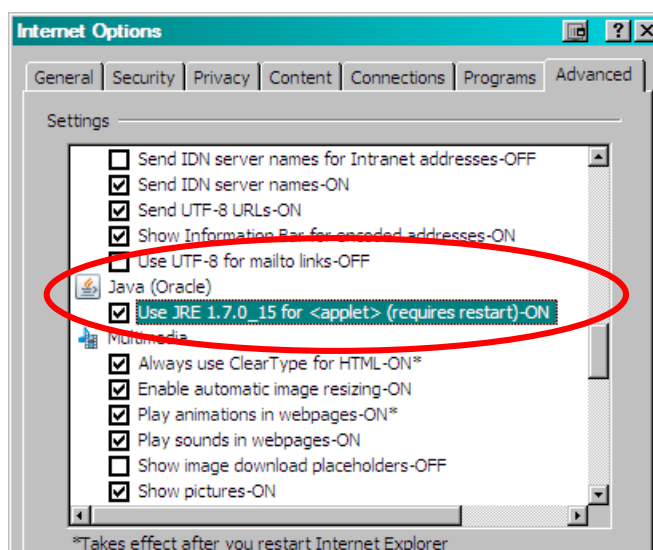 Internet Options
General Security Privacy Content Connections Programs Advanced
Settings
Send IDN server names for Intranet addresses-OFF
Send IDN server names-ON
Send UTF-8 URLs-ON
Show Information Bar for encoded addresses-ON
Use UTF-8 for mailto links-OFF
Java (Oracle)
Use JRE 1.7.0_15 for <applet> (requires restart)-ON
Multimedia
Always use ClearType for HTML-ON*
Enable automatic image resizing-ON
Play animations in webpages-ON*
Play sounds in webpages-ON
Show image download placeholders-OFF
Show pictures-ON
*Takes effect after you restart Internet Explorer